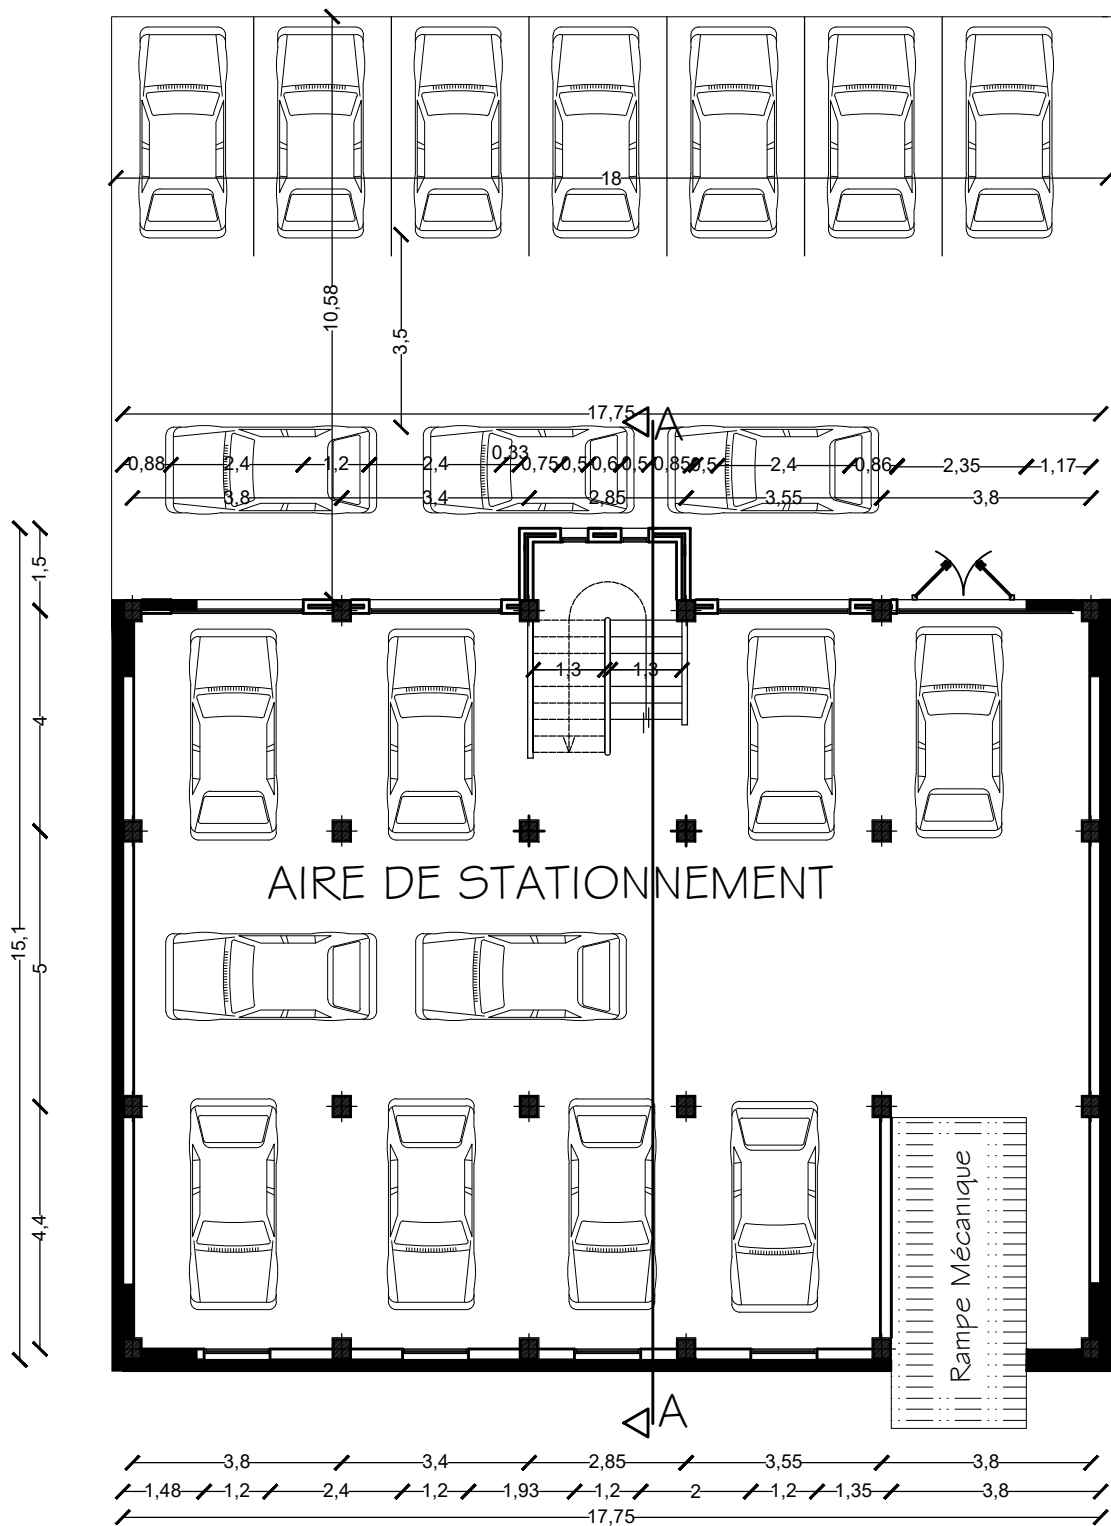 18
10,58
3,5
17,75
A
0,88 2,4 1,2 2,4 0,33 0,75 0,5 0,6 0,5 0,85 0,5 2,4 0,86 2,35 1,17
3,8 3,4 2,85 3,55 3,8
1,5
1,3 1,3
4
AIRE DE STATIONNEMENT
15,1
5
4,4
Rampe Mécanique
A
3,8 3,4 2,85 3,55 3,8
1,48 1,2 2,4 1,2 1,93 1,2 2 1,2 1,35 3,8
17,75